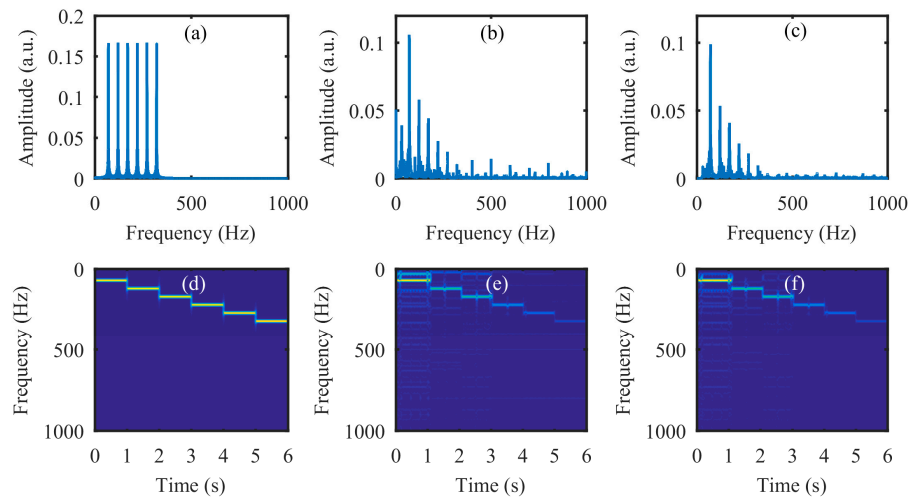 0.2
0.15
0.1
0.05
0
Amplitude (a.u.)
(a)
0 500 1000
Frequency (Hz)
0.1
0.05
0
Amplitude (a.u.)
(b)
0 500 1000
Frequency (Hz)
0.1
0.05
0
Amplitude (a.u.)
(c)
0 500 1000
Frequency (Hz)
0
500
1000
Frequency (Hz)
(d)
0 1 2 3 4 5 6
Time (s)
0
500
1000
Frequency (Hz)
(e)
0 1 2 3 4 5 6
Time (s)
0
500
1000
Frequency (Hz)
(f)
0 1 2 3 4 5 6
Time (s)